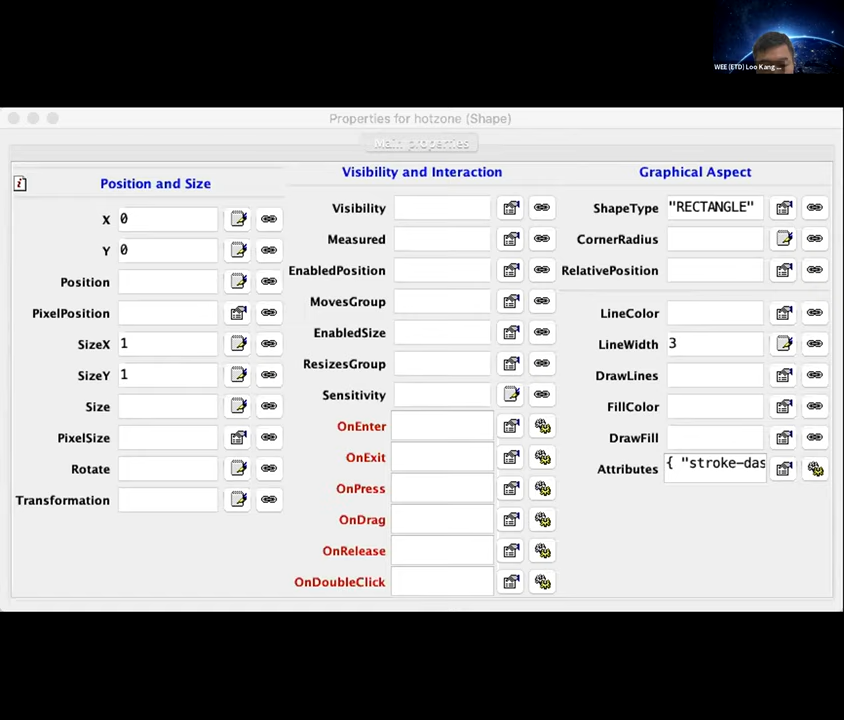 WEE (ETD) Loo Kang ...
Properties for hotzone (Shape)
Main properties
Position and Size
X 0
Y 0
Position
PixelPosition
SizeX 1
SizeY 1
Size
PixelSize
Rotate
Transformation
Visibility and Interaction
Visibility
Measured
EnabledPosition
MovesGroup
EnabledSize
ResizesGroup
Sensitivity
OnEnter
OnExit
OnPress
OnDrag
OnRelease
OnDoubleClick
Graphical Aspect
ShapeType "RECTANGLE"
CornerRadius
RelativePosition
LineColor
LineWidth 3
DrawLines
FillColor
DrawFill
Attributes { "stroke-das